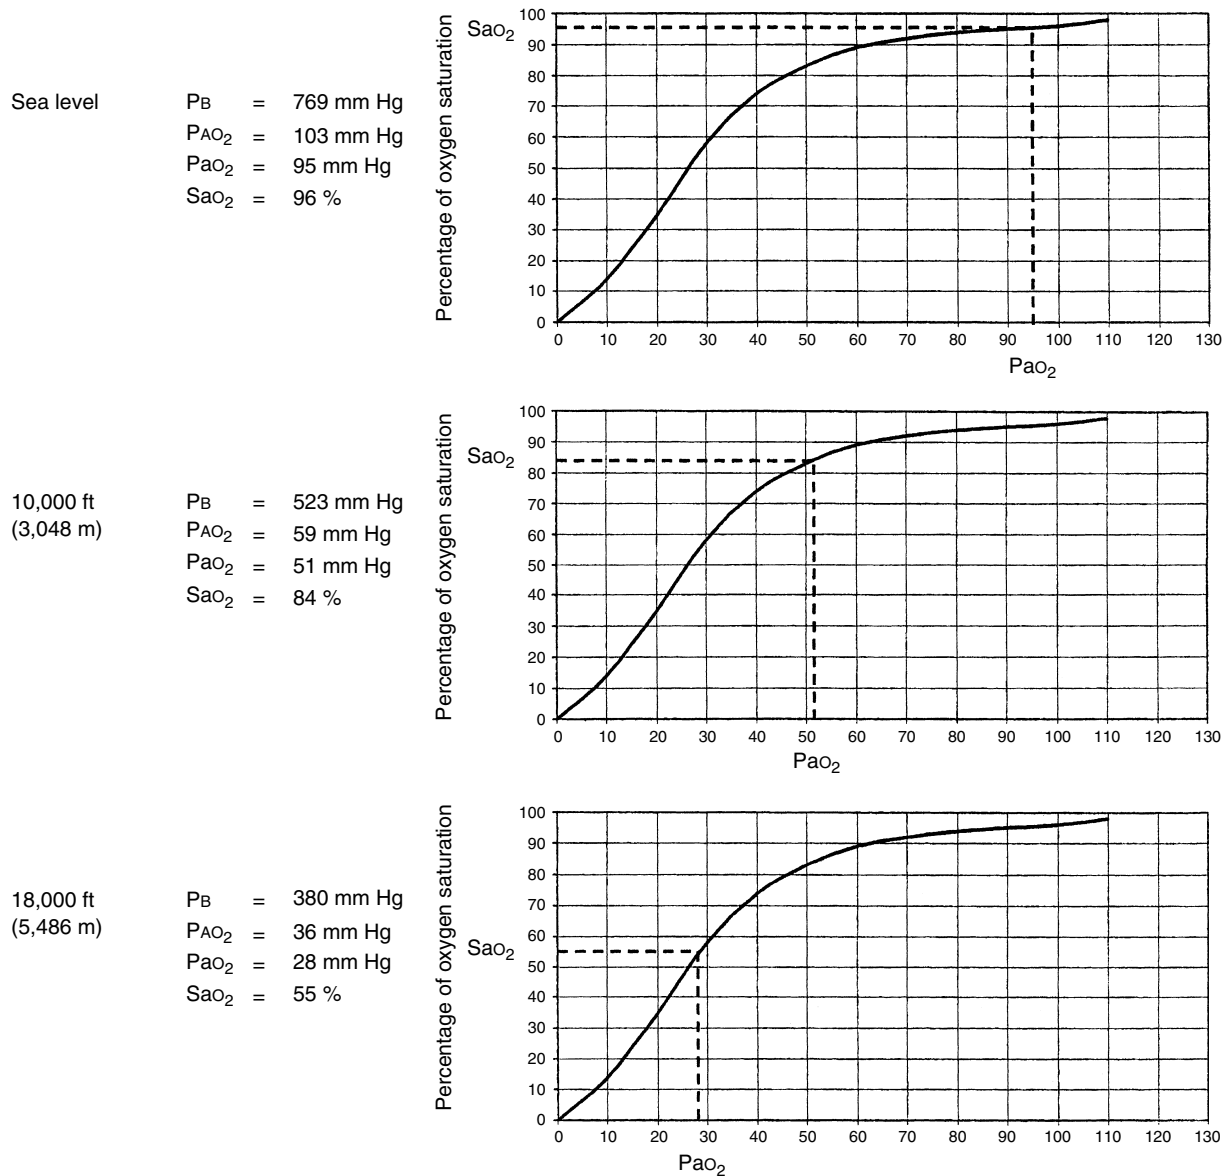 Sea level
PB = 769 mm Hg
PAO2 = 103 mm Hg
PaO2 = 95 mm Hg
SaO2 = 96 %
Percentage of oxygen saturation
SaO2
100
90
80
70
60
50
40
30
20
10
0
0 10 20 30 40 50 60 70 80 90 100 110 120 130
PaO2
10,000 ft
(3,048 m)
PB = 523 mm Hg
PAO2 = 59 mm Hg
PaO2 = 51 mm Hg
SaO2 = 84 %
Percentage of oxygen saturation
SaO2
100
90
80
70
60
50
40
30
20
10
0
0 10 20 30 40 50 60 70 80 90 100 110 120 130
PaO2
18,000 ft
(5,486 m)
PB = 380 mm Hg
PAO2 = 36 mm Hg
PaO2 = 28 mm Hg
SaO2 = 55 %
Percentage of oxygen saturation
SaO2
100
90
80
70
60
50
40
30
20
10
0
0 10 20 30 40 50 60 70 80 90 100 110 120 130
PaO2